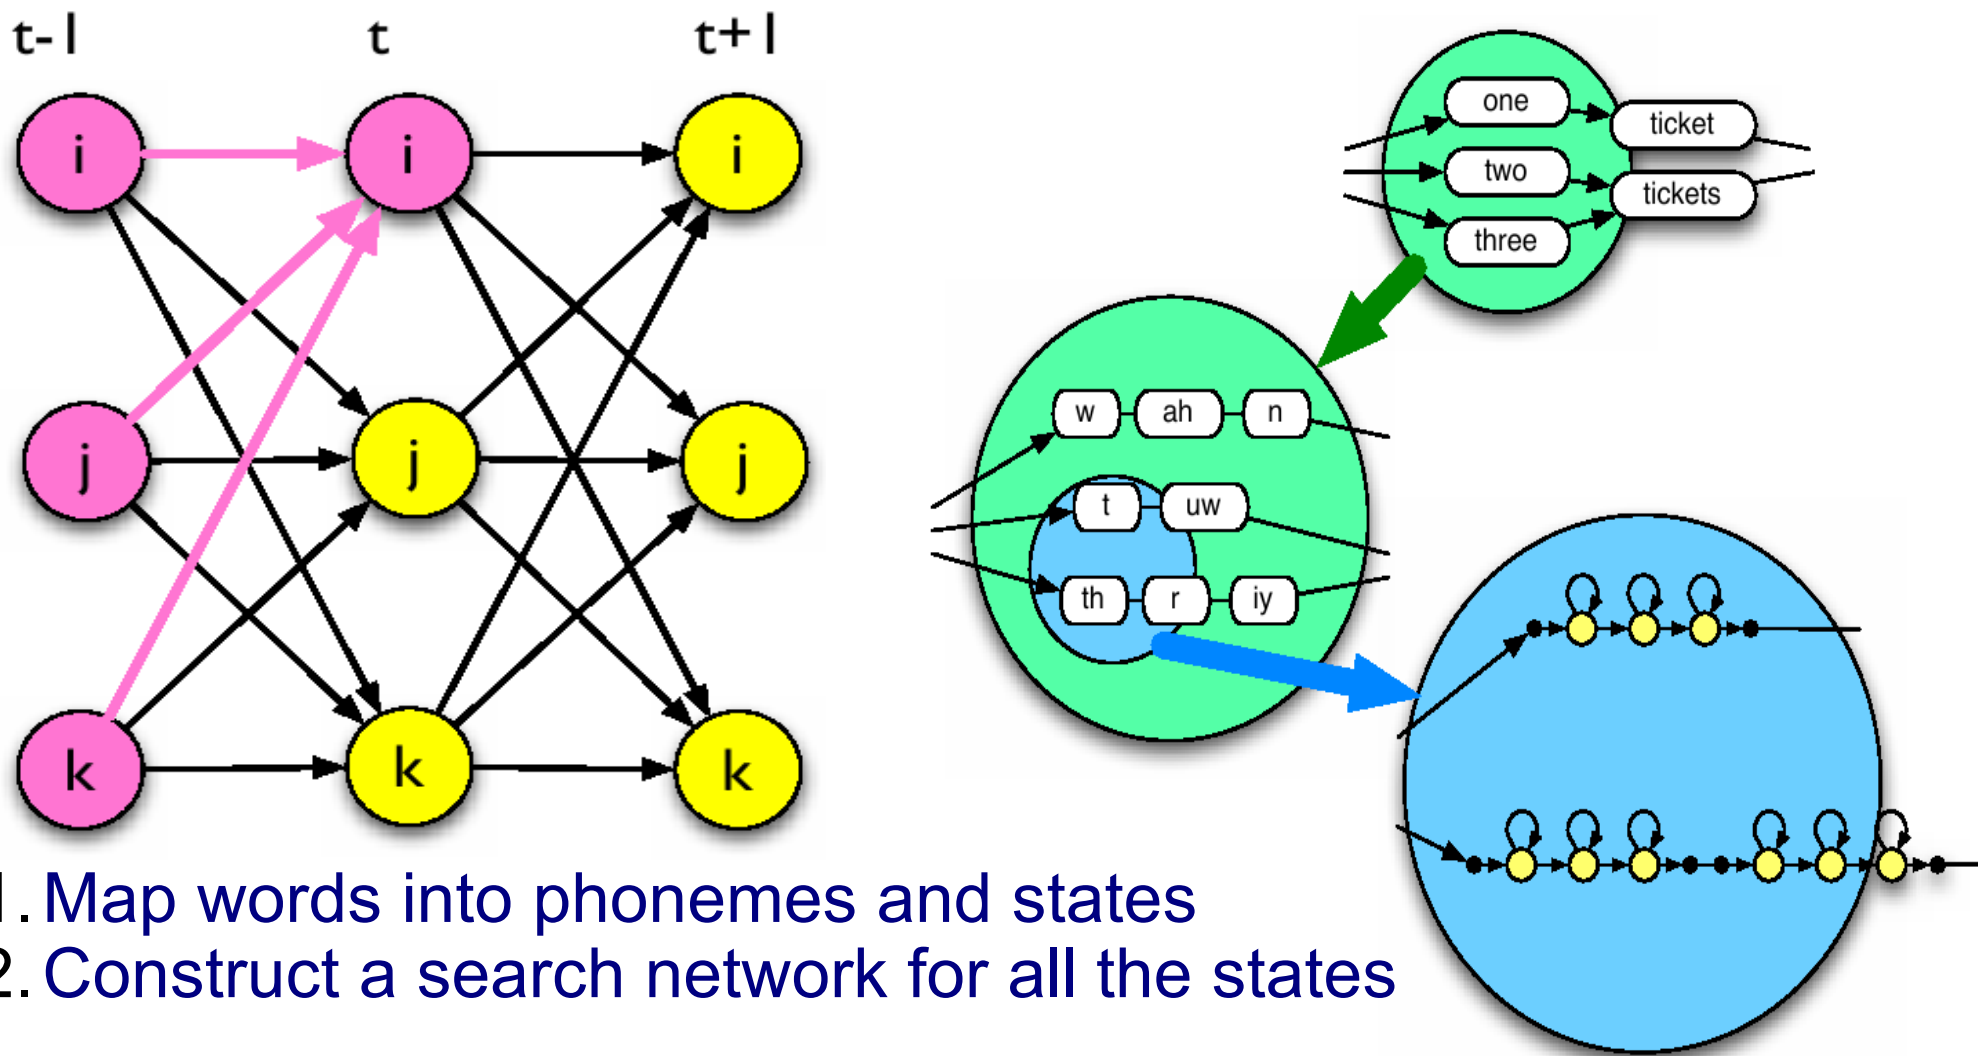 t-1 t t+1
i i i
j j j
k k k
one
ticket
two
tickets
three
w ah n
t uw
th r iy
1. Map words into phonemes and states
2. Construct a search network for all the states